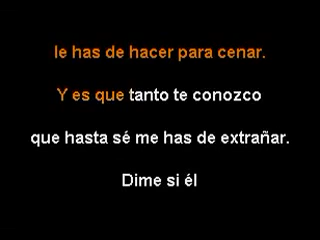 le has de hacer para cenar.
Y es que tanto te conozco
que hasta sé me has de extrañar.
Dime si él